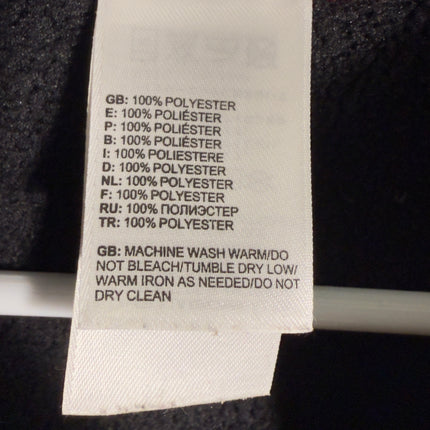 GB: 100% POLYESTER
E: 100% POLIÉSTER
P: 100% POLIÉSTER
B: 100% POLIÉSTER
I: 100% POLIESTERE
D: 100% POLYESTER
NL: 100% POLYESTER
F: 100% POLYESTER
RU: 100% ПОЛИЭСТЕР
TR: 100% POLYESTER
GB: MACHINE WASH WARM/DO
NOT BLEACH/TUMBLE DRY LOW/
WARM IRON AS NEEDED/DO NOT
DRY CLEAN